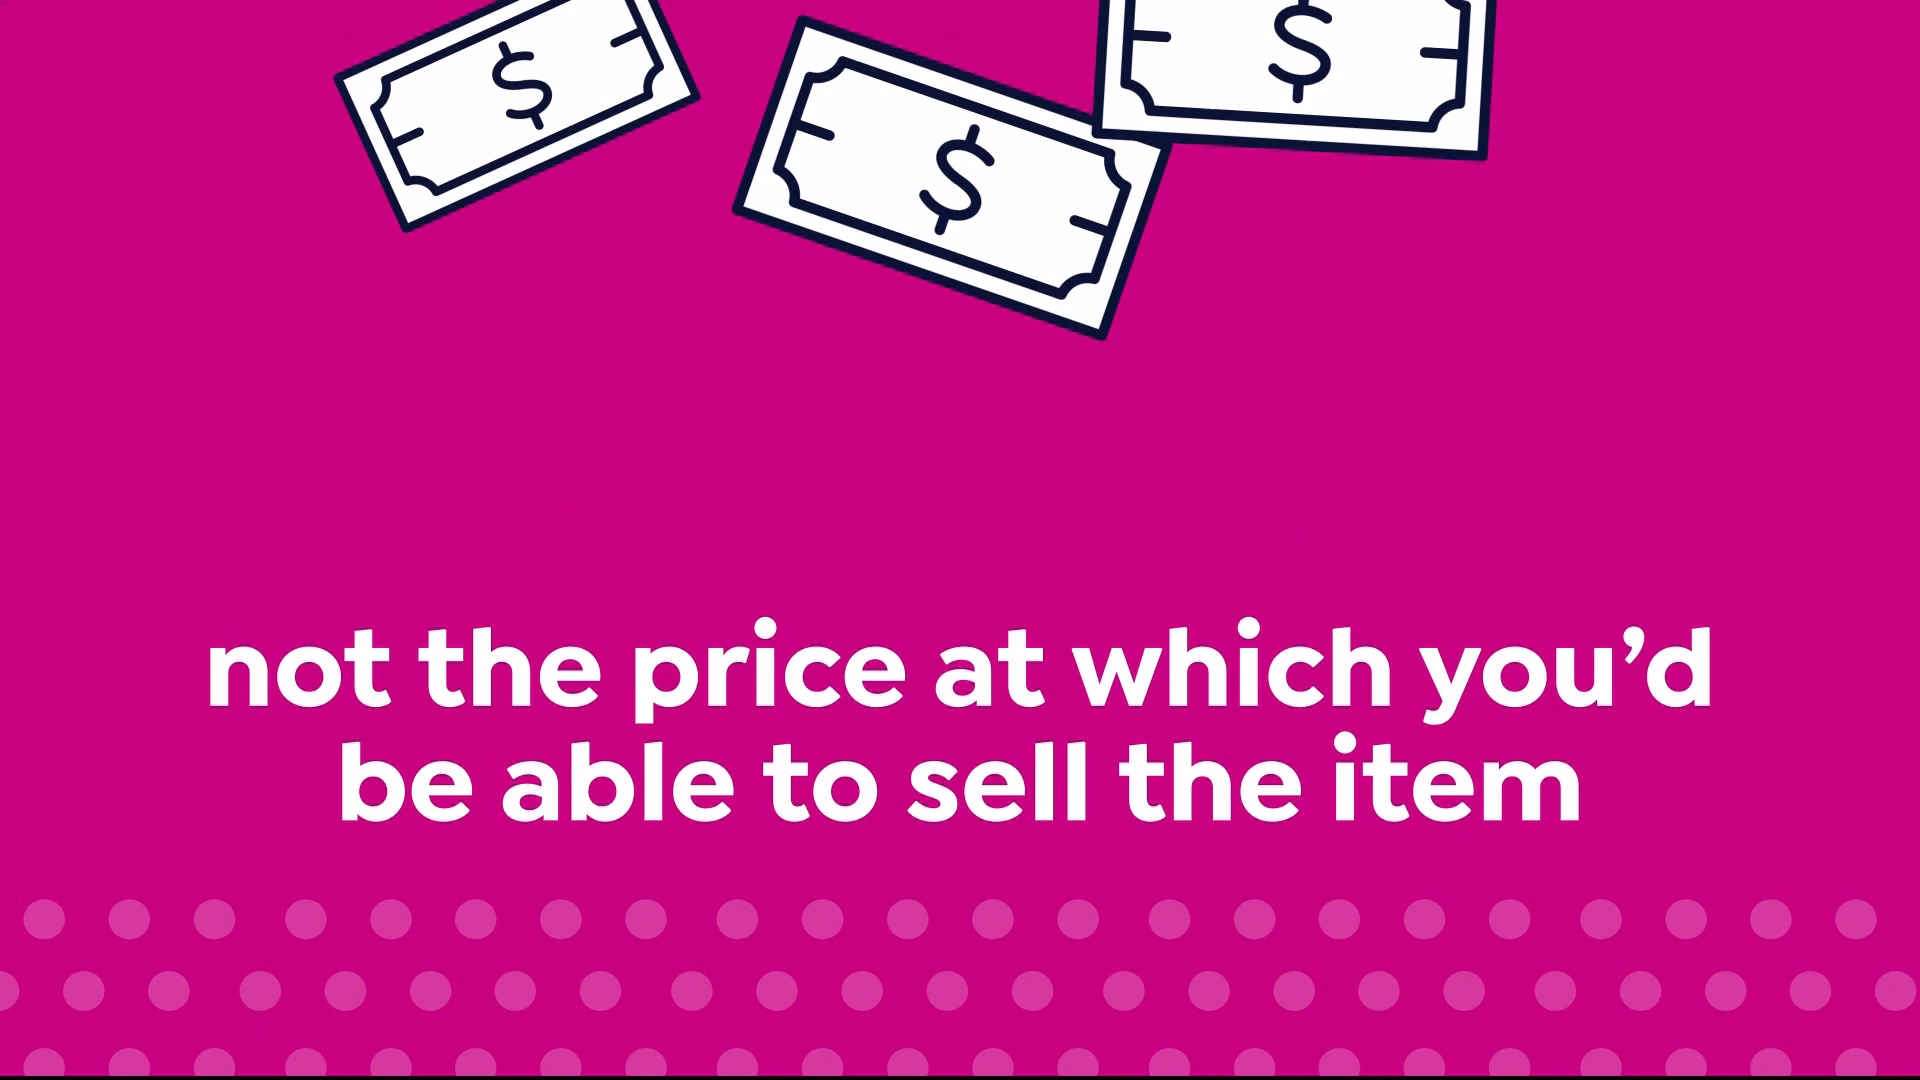 $
$
$
not the price at which you’d
be able to sell the item